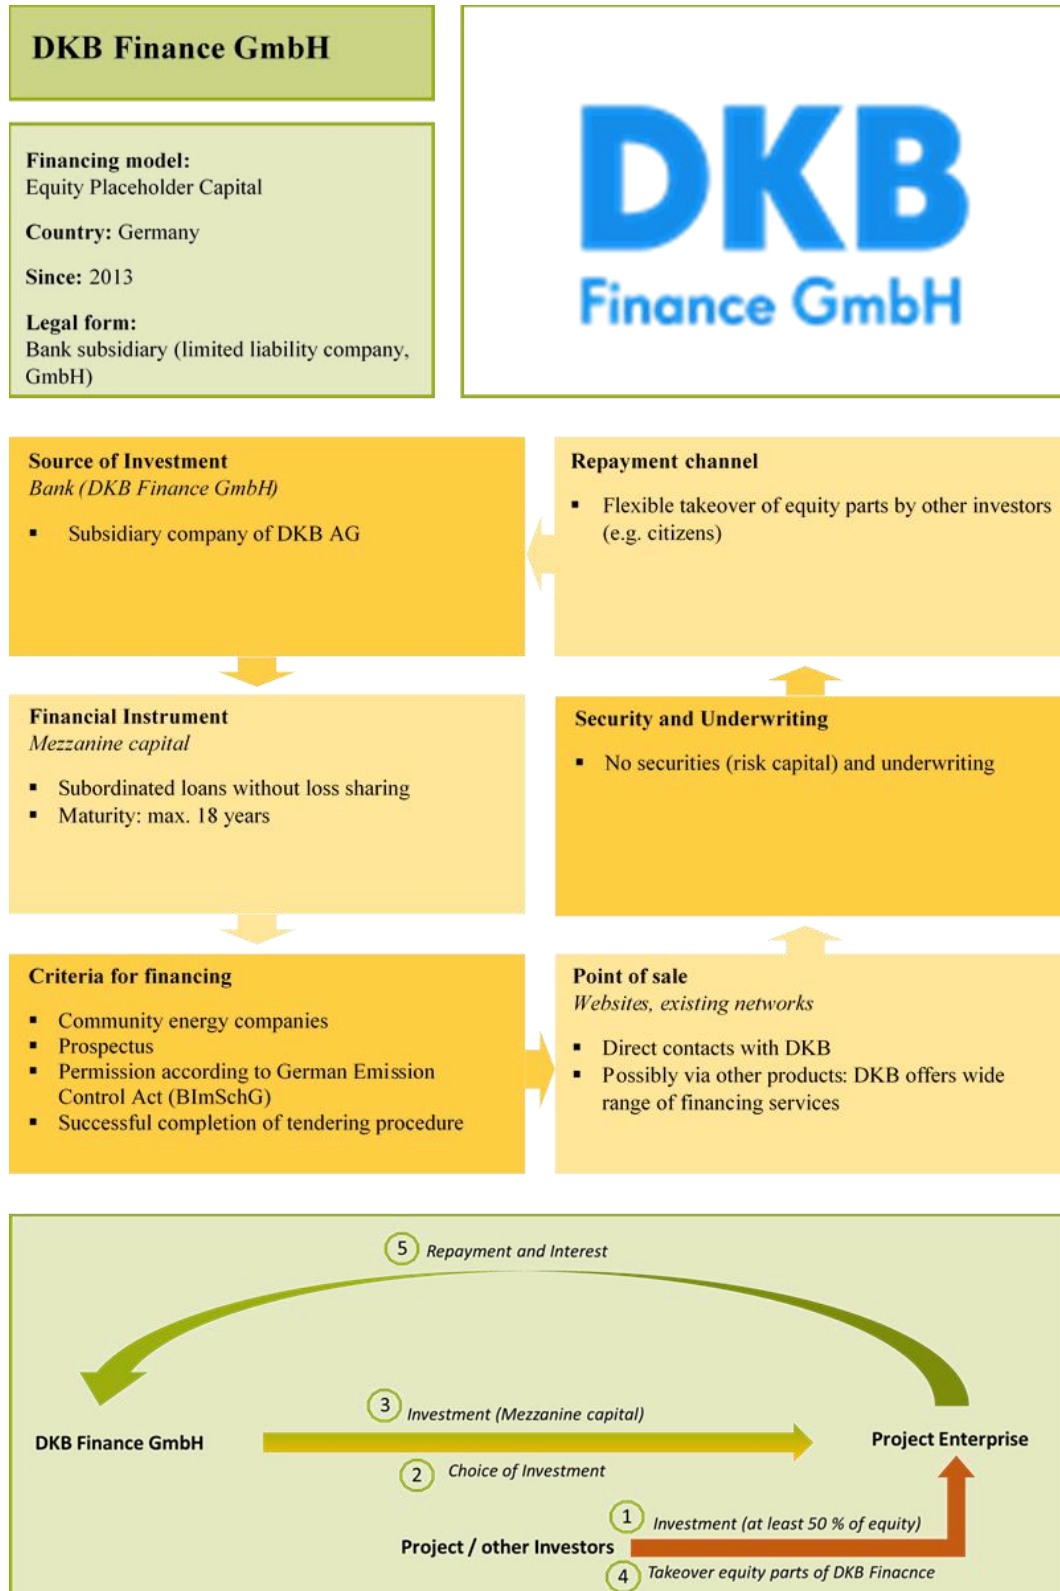 DKB Finance GmbH
DKB
Finance GmbH
Financing model:
Equity Placeholder Capital
Country: Germany
Since: 2013
Legal form:
Bank subsidiary (limited liability company,
GmbH)
Source of Investment
Bank (DKB Finance GmbH)
▪ Subsidiary company of DKB AG
Repayment channel
▪ Flexible takeover of equity parts by other investors
(e.g. citizens)
Financial Instrument
Mezzanine capital
▪ Subordinated loans without loss sharing
▪ Maturity: max. 18 years
Security and Underwriting
▪ No securities (risk capital) and underwriting
Criteria for financing
▪ Community energy companies
▪ Prospectus
▪ Permission according to German Emission
Control Act (BImSchG)
▪ Successful completion of tendering procedure
Point of sale
Websites, existing networks
▪ Direct contacts with DKB
▪ Possibly via other products: DKB offers wide
range of financing services
5 Repayment and Interest
3 Investment (Mezzanine capital)
DKB Finance GmbH
Project Enterprise
2 Choice of Investment
1 Investment (at least 50 % of equity)
Project / other Investors
4 Takeover equity parts of DKB Finacnce